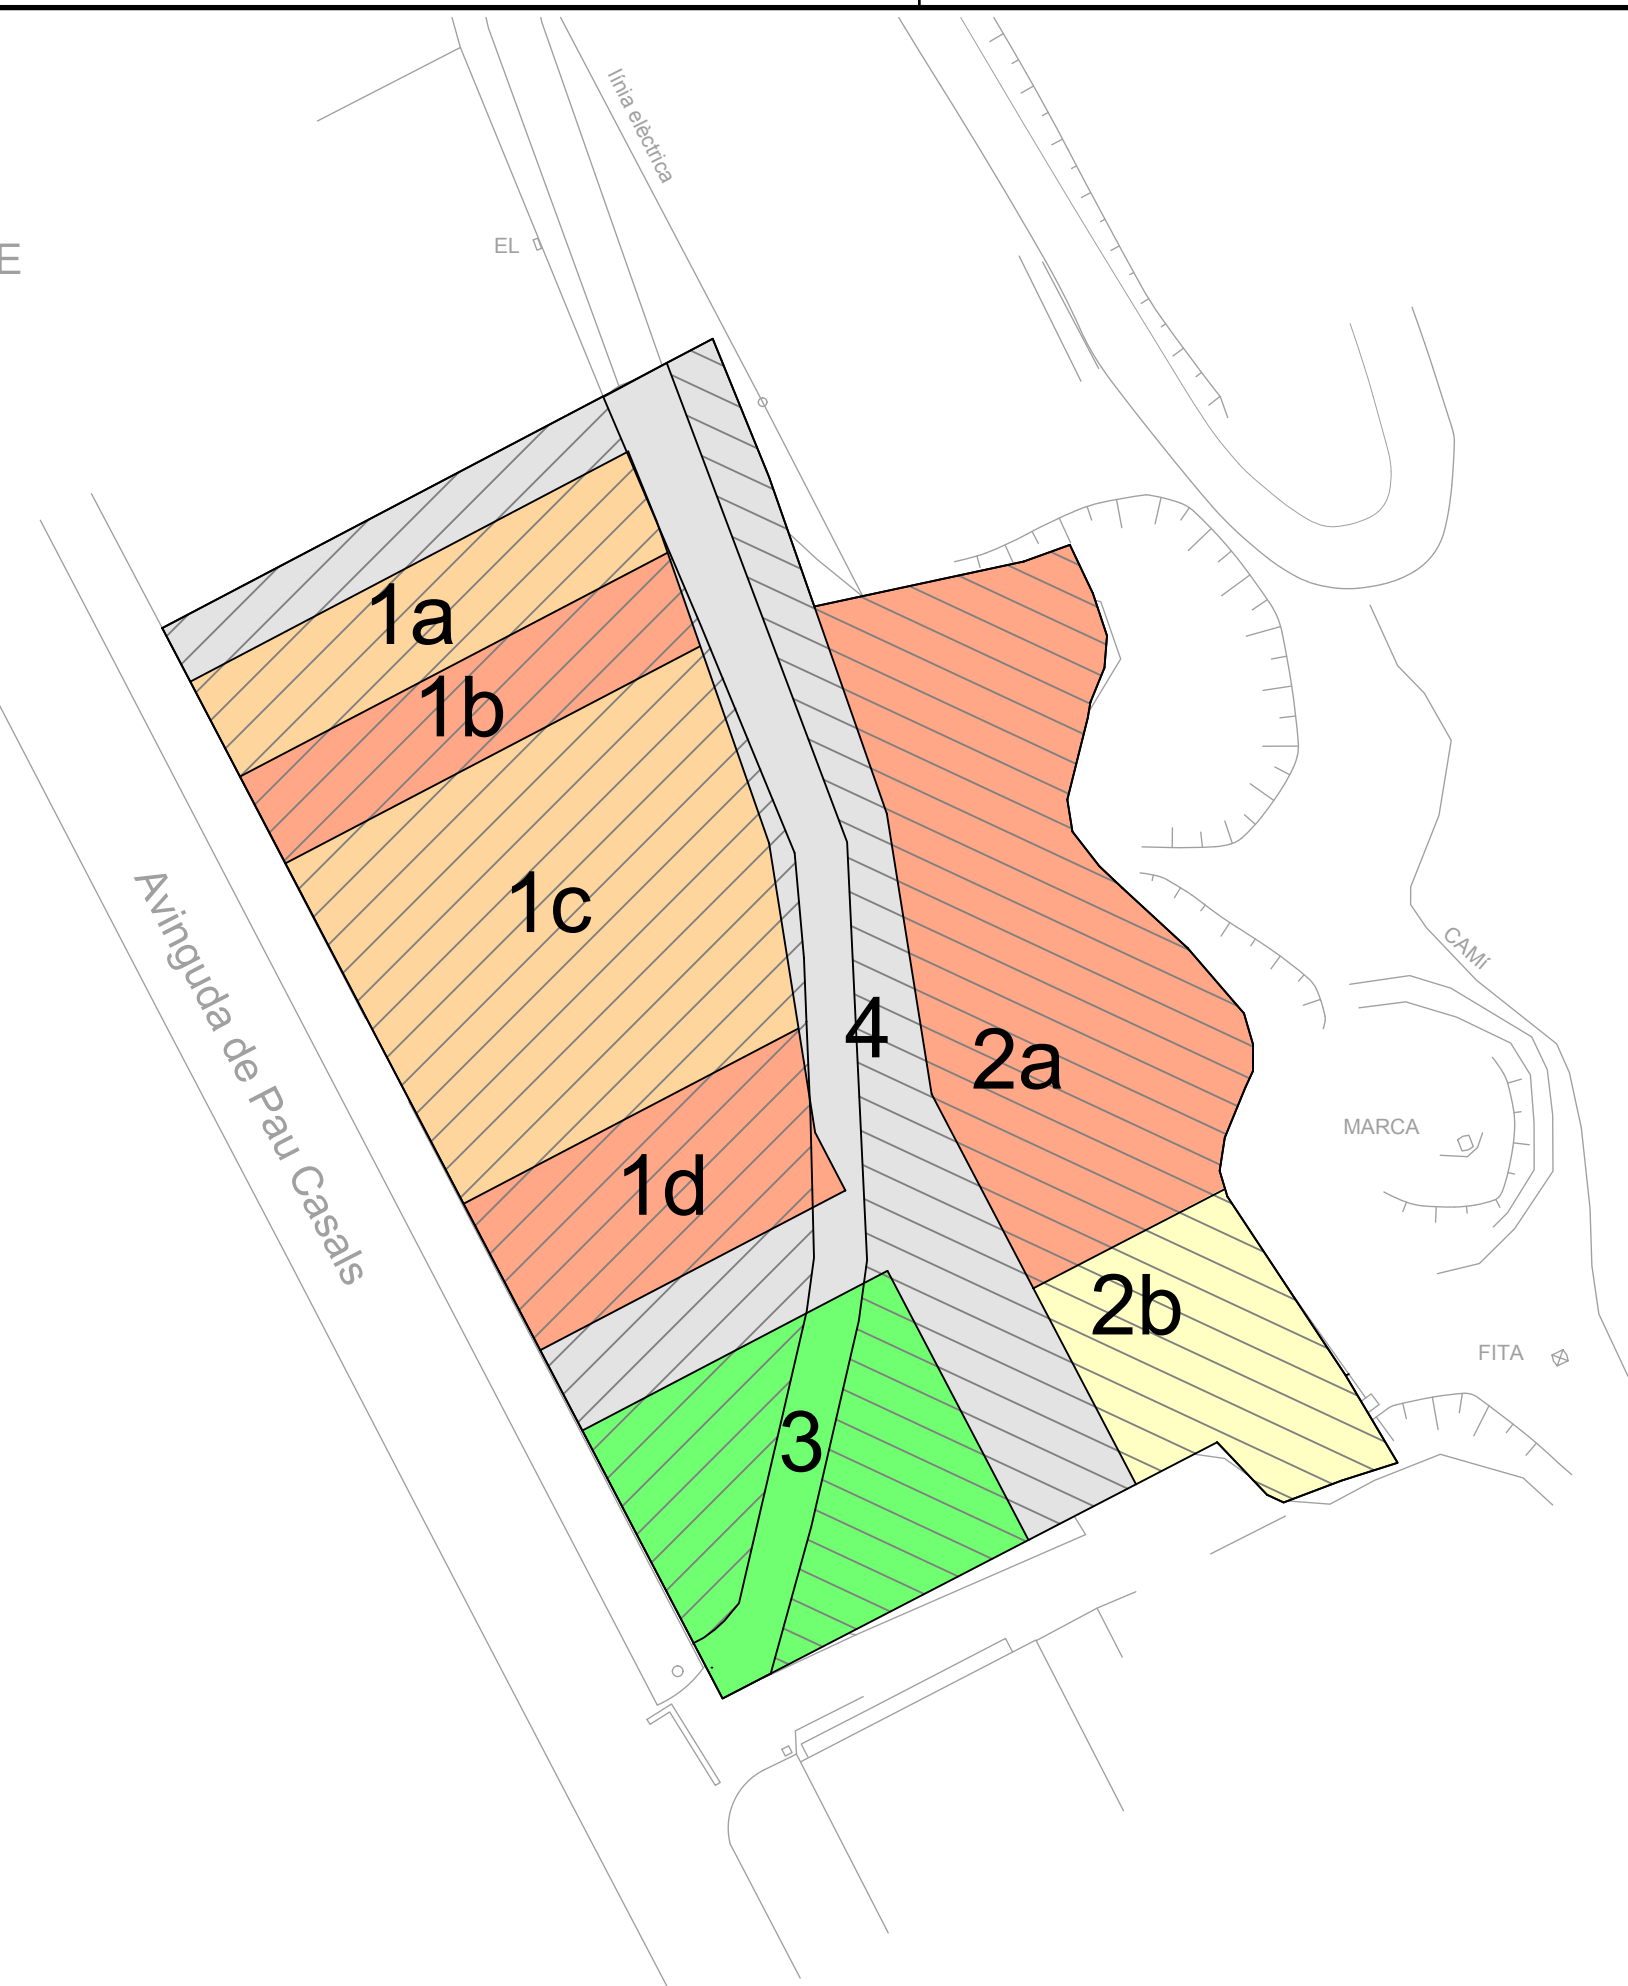 línia elèctrica
EL
E
1a
1b
1c
Avinguda de Pau Casals
CAMÍ
4
2a
MARCA
1d
2b
FITA
3